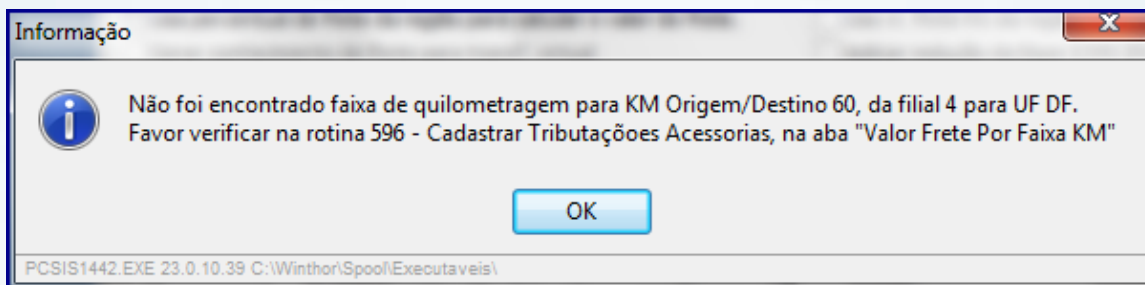 Informação
Não foi encontrado faixa de quilometragem para KM Origem/Destino 60, da filial 4 para UF DF.
Favor verificar na rotina 596 - Cadastrar Tributaçãoes Acessorias, na aba "Valor Frete Por Faixa KM"
OK
PCSIS1442.EXE 23.0.10.39 C:\Winthor\Spool\Executaveis\